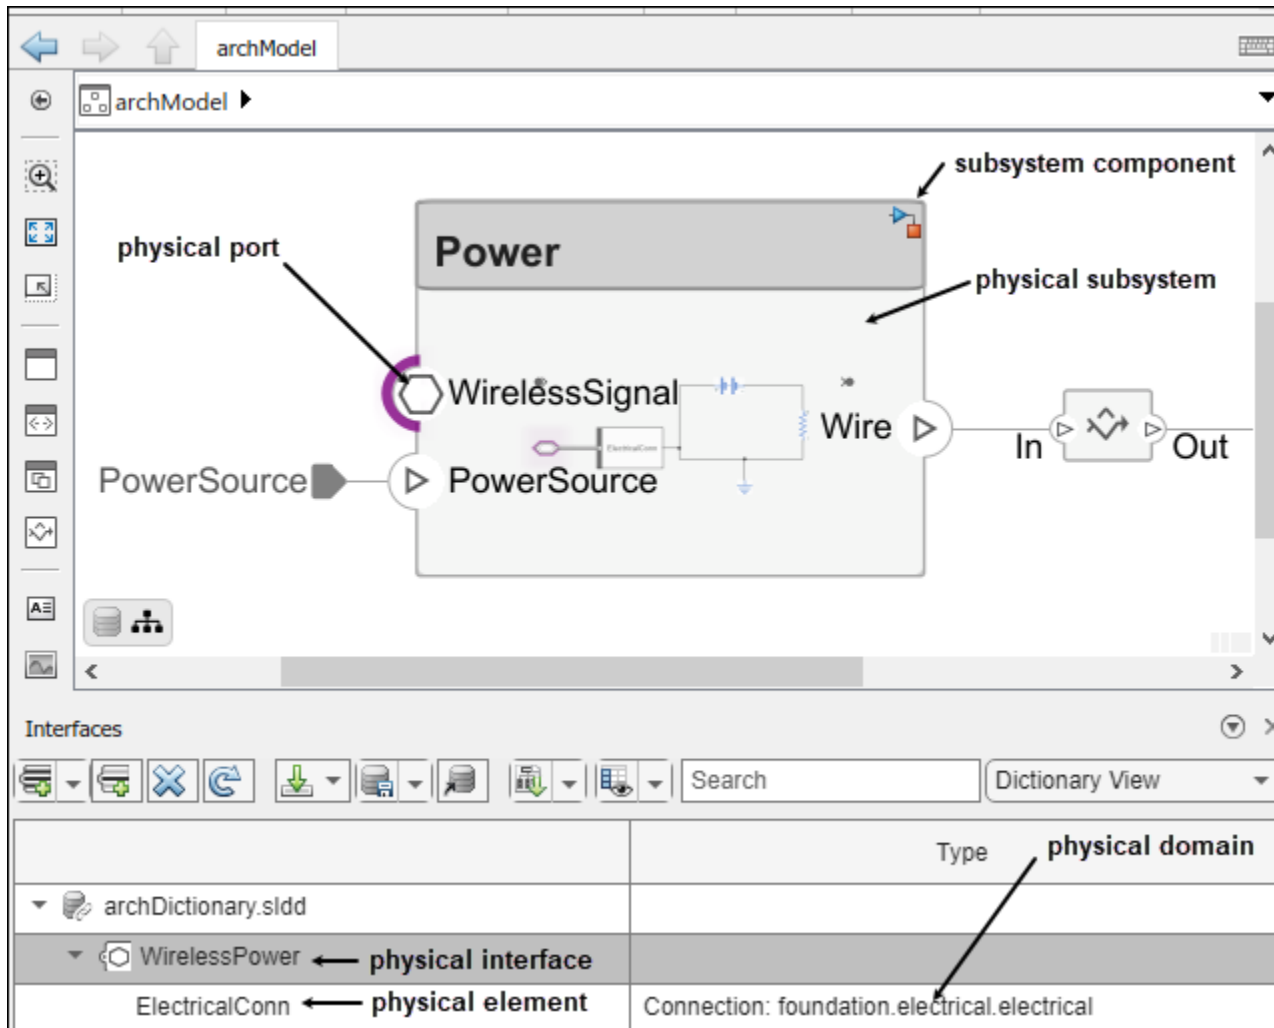 archModel
archModel
subsystem component
physical port
Power
physical subsystem
WirelessSignal
ElectricalConn
Wire
In
Out
PowerSource
PowerSource
Interfaces
Search
Dictionary View
Type
physical domain
archDictionary.sldd
WirelessPower
physical interface
ElectricalConn
physical element
Connection: foundation.electrical.electrical